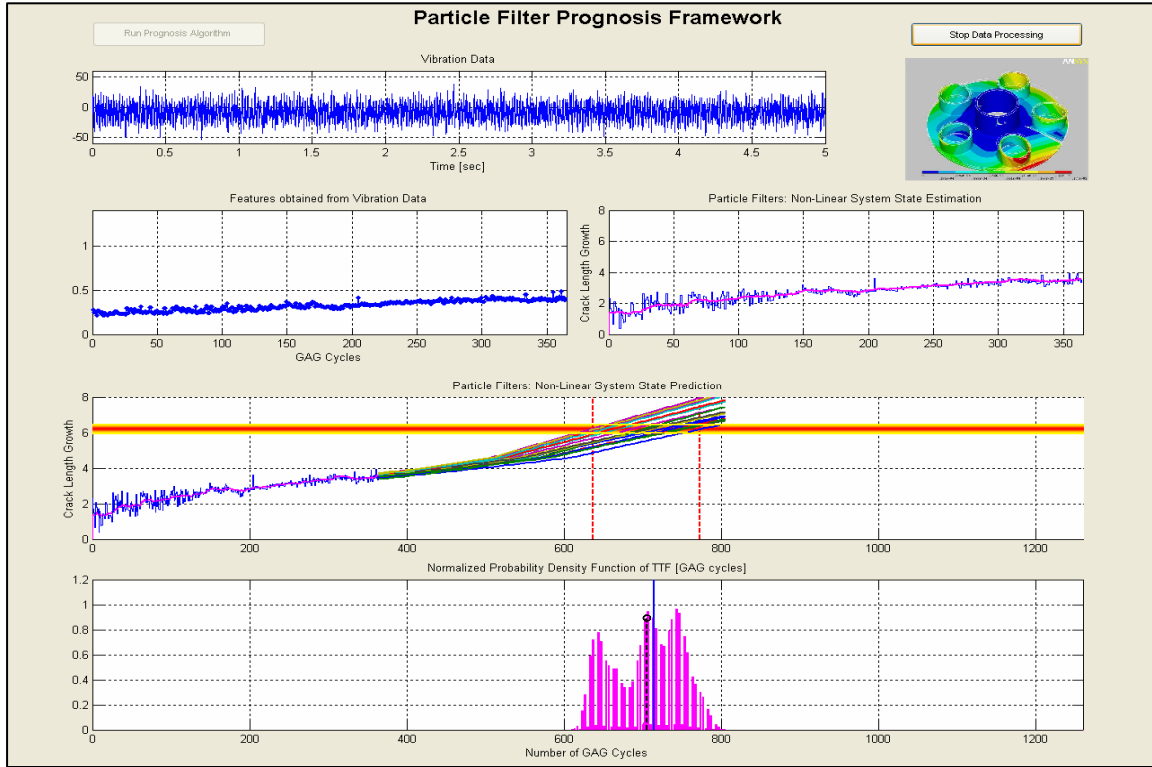 Particle Filter Prognosis Framework
Run Prognosis Algorithm
Stop Data Processing
Vibration Data
50
0
-50
0 0.5 1 1.5 2 2.5 3 3.5 4 4.5 5
Time [sec]
Features obtained from Vibration Data
1
0.5
0
0 50 100 150 200 250 300 350
GAG Cycles
Particle Filters: Non-Linear System State Estimation
Crack Length Growth
8
6
4
2
0
0 50 100 150 200 250 300 350
Particle Filters: Non-Linear System State Prediction
Crack Length Growth
8
6
4
2
0
0 200 400 600 800 1000 1200
Normalized Probability Density Function of TTF [GAG cycles]
1.2
1
0.8
0.6
0.4
0.2
0
0 200 400 600 800 1000 1200
Number of GAG Cycles